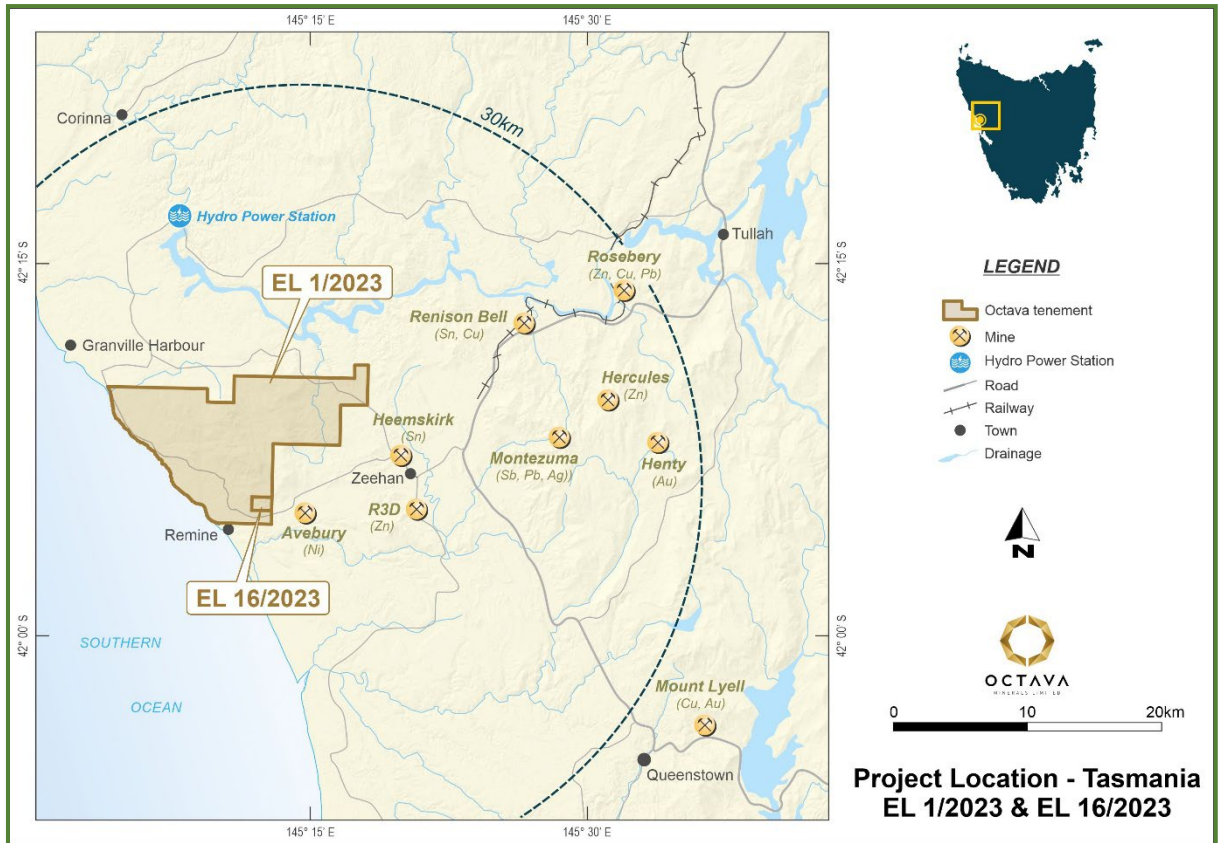 145° 15' E
145° 30' E
Corinna
30km
Hydro Power Station
Tullah
42° 15' S
42° 15' S
EL 1/2023
Rosebery
(Zn, Cu, Pb)
Renison Bell
(Sn, Cu)
Granville Harbour
Hercules
(Zn)
Heemskirk
(Sn)
Zeehan
Montezuma
(Sb, Pb, Ag))
Henty
(Au)
R3D
(Zn)
Avebury
(Ni)
Remine
EL 16/2023
42° 00' S
42° 00' S
SOUTHERN
OCEAN
Mount Lyell
(Cu, Au)
Queenstown
145° 15' E
145° 30' E
LEGEND
Octava tenement
Mine
Hydro Power Station
Road
Railway
Town
Drainage
N
OCTAVA
MINERALS LIMITED
0 10 20km
Project Location - Tasmania
EL 1/2023 & EL 16/2023